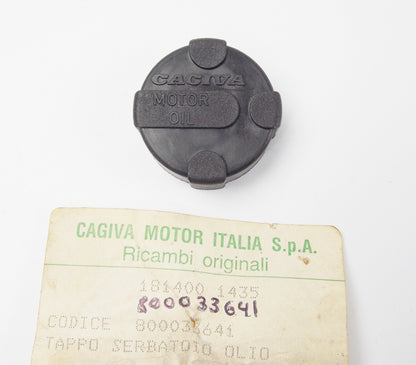 CAGIVA
MOTOR
OIL
CAGIVA MOTOR ITALIA S.p.A.
Ricambi originali
181400 1435
800033641
CODICE 800033641
TAPPO SERBATOIO OLIO